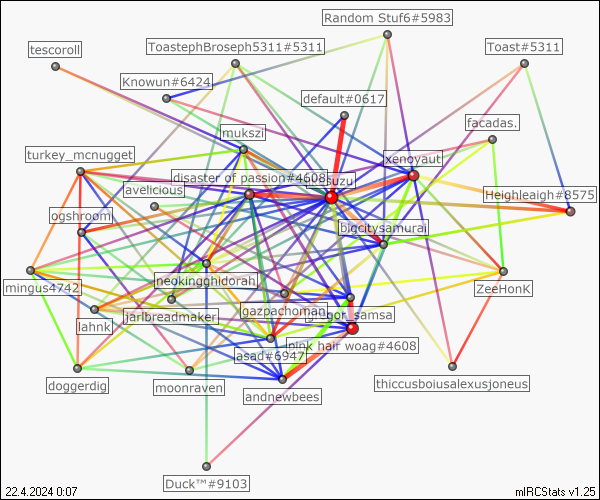 Random Stuf6#5983
tescoroll
ToastephBroseph5311#5311
Toast#5311
Knowun#6424
default#0617
mukszi
facadas.
turkey_mcnugget
xenoyaut
disaster of passion#4608
suzu
avelicious
Heighleaigh#8575
ogshroom
bigcitysamurai
mingus4742
neokingghidorah
ZeeHonK
jarlbreadmaker
gazpachoman
lahnk
samsa
pink hair woag#4608
asad#6947
doggerdig
moonraven
thiccusboiusalexusjoneus
andnewbees
Duck™#9103
22.4.2024 0:07
mIRCStats v1.25